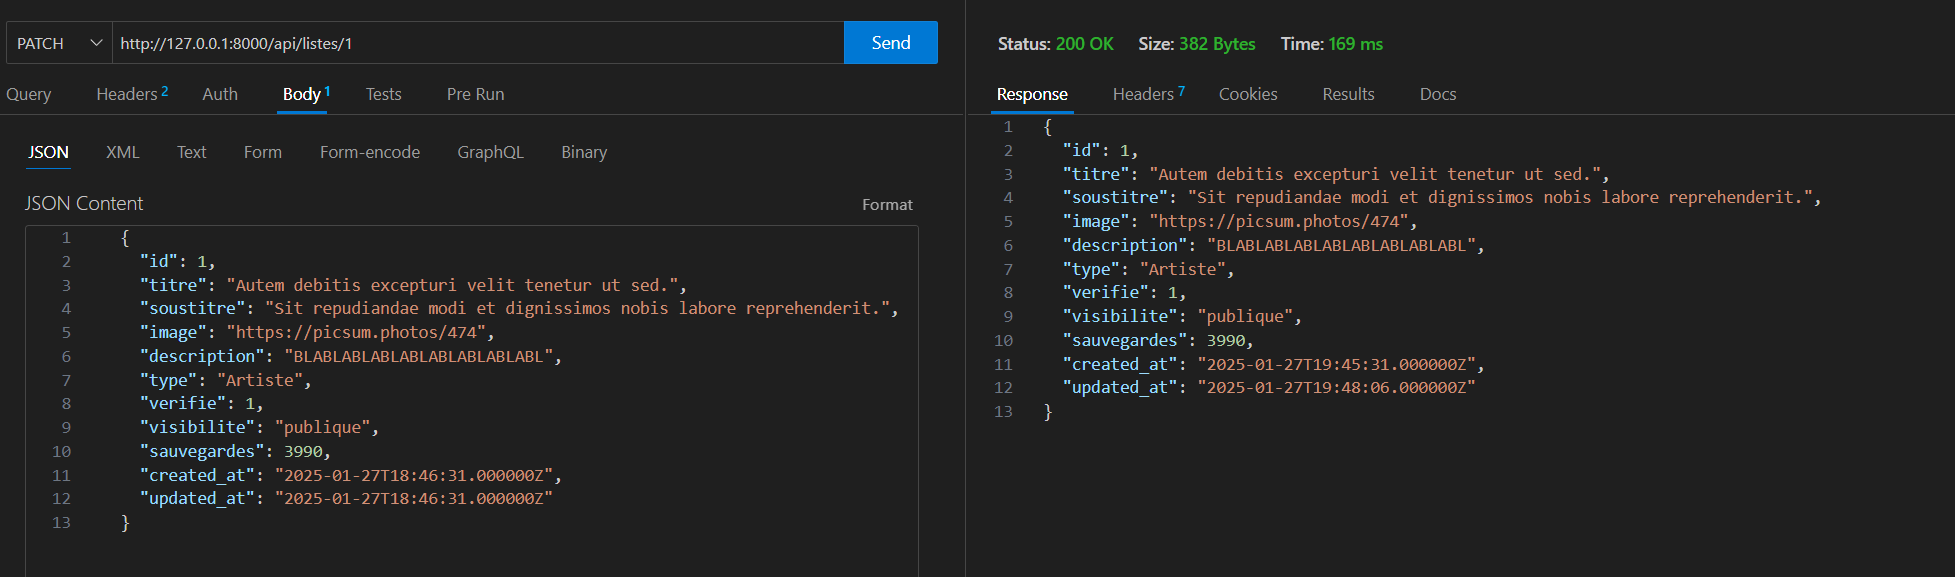 PATCH http://127.0.0.1:8000/api/listes/1 Send
Query Headers 2 Auth Body 1 Tests Pre Run
JSON XML Text Form Form-encode GraphQL Binary
JSON Content Format
1 {
2 "id": 1,
3 "titre": "Autem debitis excepturi velit tenetur ut sed.",
4 "soustitre": "Sit repudiandae modi et dignissimos nobis labore reprehenderit.",
5 "image": "https://picsum.photos/474",
6 "description": "BLABLABLABLABLABLABLABLABL",
7 "type": "Artiste",
8 "verifie": 1,
9 "visibilite": "publique",
10 "sauvegardes": 3990,
11 "created_at": "2025-01-27T18:46:31.000000Z",
12 "updated_at": "2025-01-27T18:46:31.000000Z"
13 }
Status: 200 OK Size: 382 Bytes Time: 169 ms
Response Headers 7 Cookies Results Docs
1 {
2 "id": 1,
3 "titre": "Autem debitis excepturi velit tenetur ut sed.",
4 "soustitre": "Sit repudiandae modi et dignissimos nobis labore reprehenderit.",
5 "image": "https://picsum.photos/474",
6 "description": "BLABLABLABLABLABLABLABLABL",
7 "type": "Artiste",
8 "verifie": 1,
9 "visibilite": "publique",
10 "sauvegardes": 3990,
11 "created_at": "2025-01-27T19:45:31.000000Z",
12 "updated_at": "2025-01-27T19:48:06.000000Z"
13 }